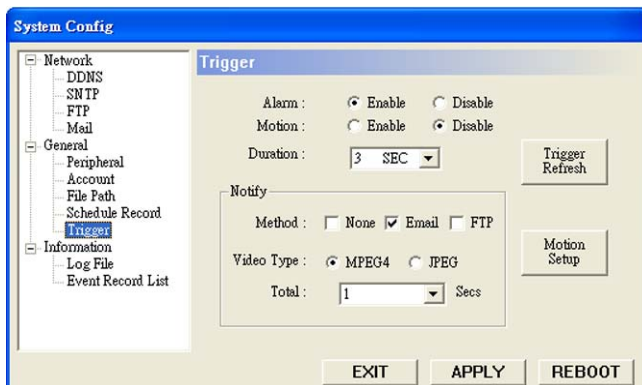 System Config
Network
DDNS
SNTP
FTP
Mail
General
Peripheral
Account
File Path
Schedule Record
Trigger
Information
Log File
Event Record List
Trigger
Alarm : Enable Disable
Motion : Enable Disable
Duration : 3 SEC
Trigger Refresh
Notify
Method : None Email FTP
Video Type : MPEG4 JPEG
Total : 1 Secs
Motion Setup
EXIT APPLY REBOOT